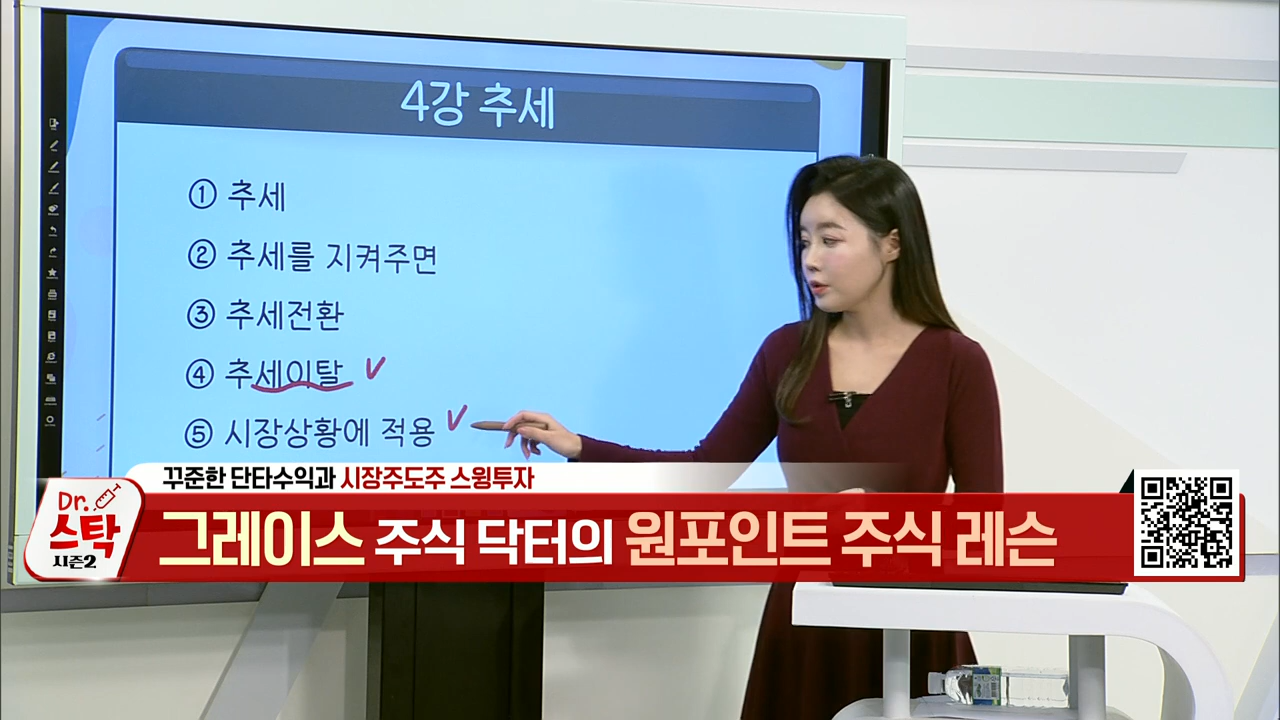 4강 추세
① 추세
② 추세를 지켜주면
③ 추세전환
④ 추세이탈
⑤ 시장상황에 적용
꾸준한 단타수익과 시장주도주 스윙투자
Dr.
스탁
시즌2
그레이스 주식 닥터의 원포인트 주식 레슨